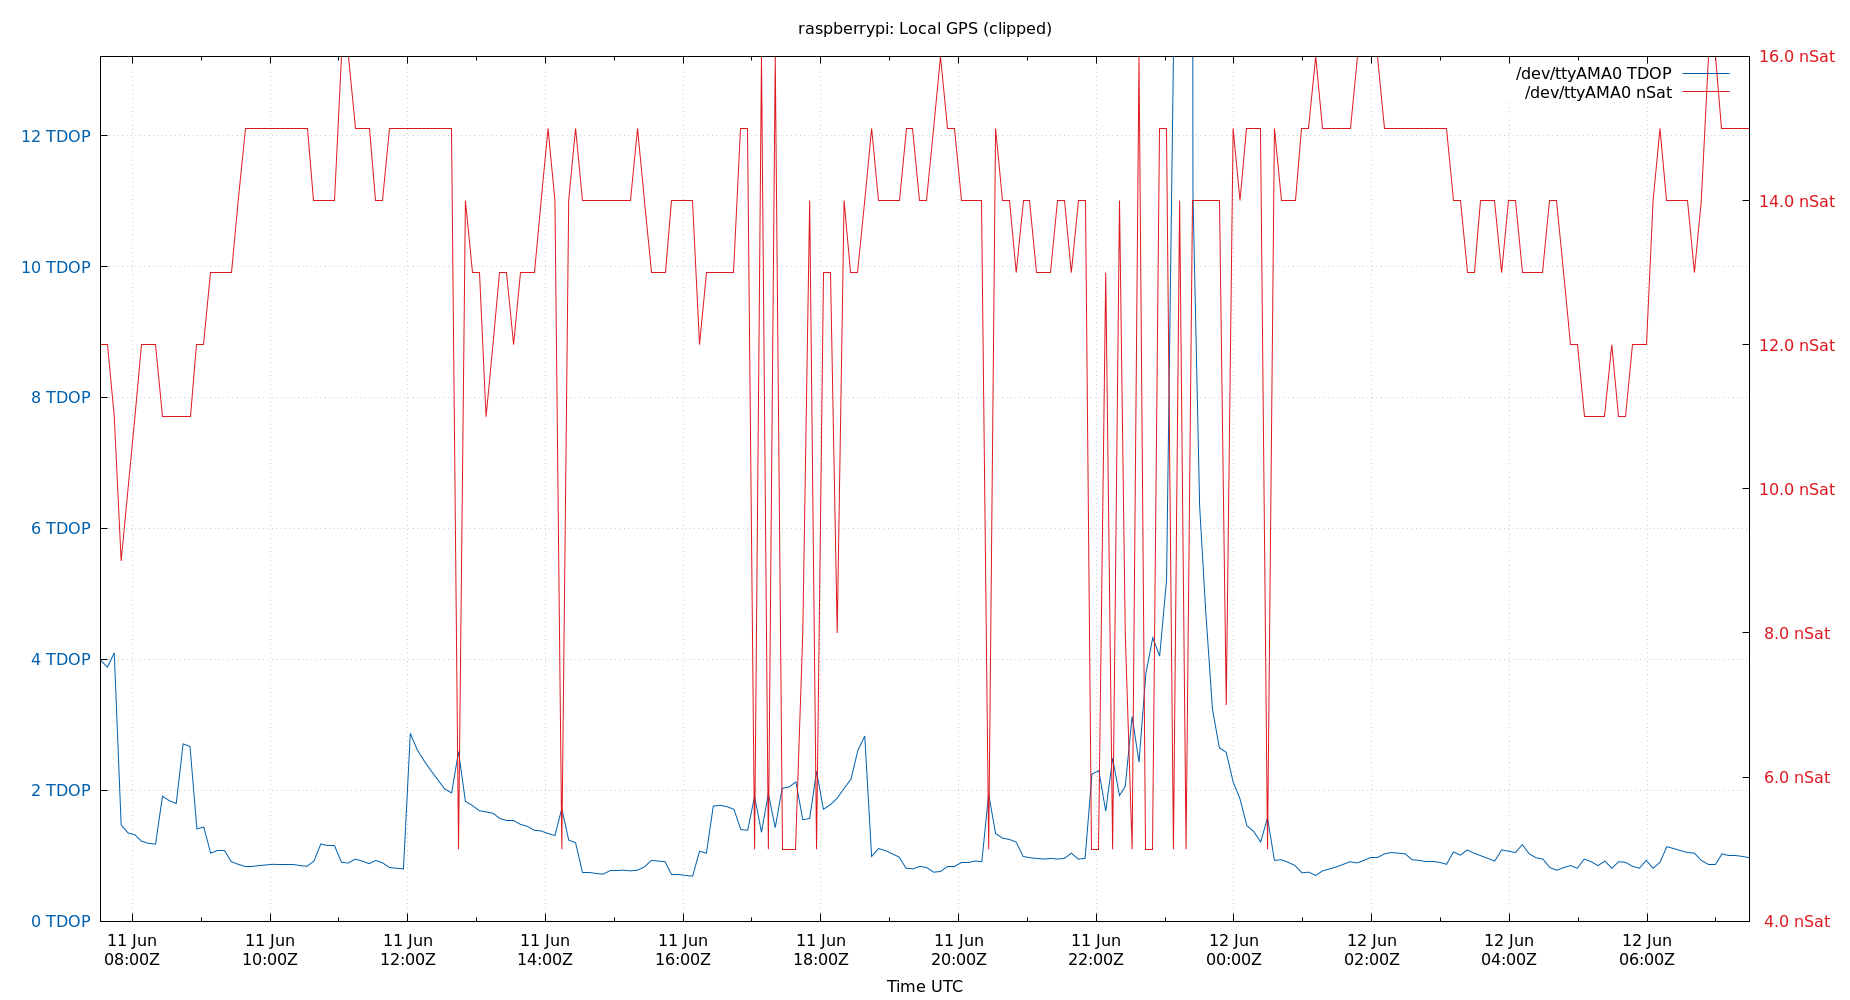 raspberrypi: Local GPS (clipped)
/dev/ttyAMA0 TDOP
/dev/ttyAMA0 nSat
12 TDOP
10 TDOP
8 TDOP
6 TDOP
4 TDOP
2 TDOP
0 TDOP
16.0 nSat
14.0 nSat
12.0 nSat
10.0 nSat
8.0 nSat
6.0 nSat
4.0 nSat
11 Jun 11 Jun 11 Jun 11 Jun 11 Jun 11 Jun 11 Jun 11 Jun 12 Jun 12 Jun 12 Jun 12 Jun
08:00Z 10:00Z 12:00Z 14:00Z 16:00Z 18:00Z 20:00Z 22:00Z 00:00Z 02:00Z 04:00Z 06:00Z
Time UTC